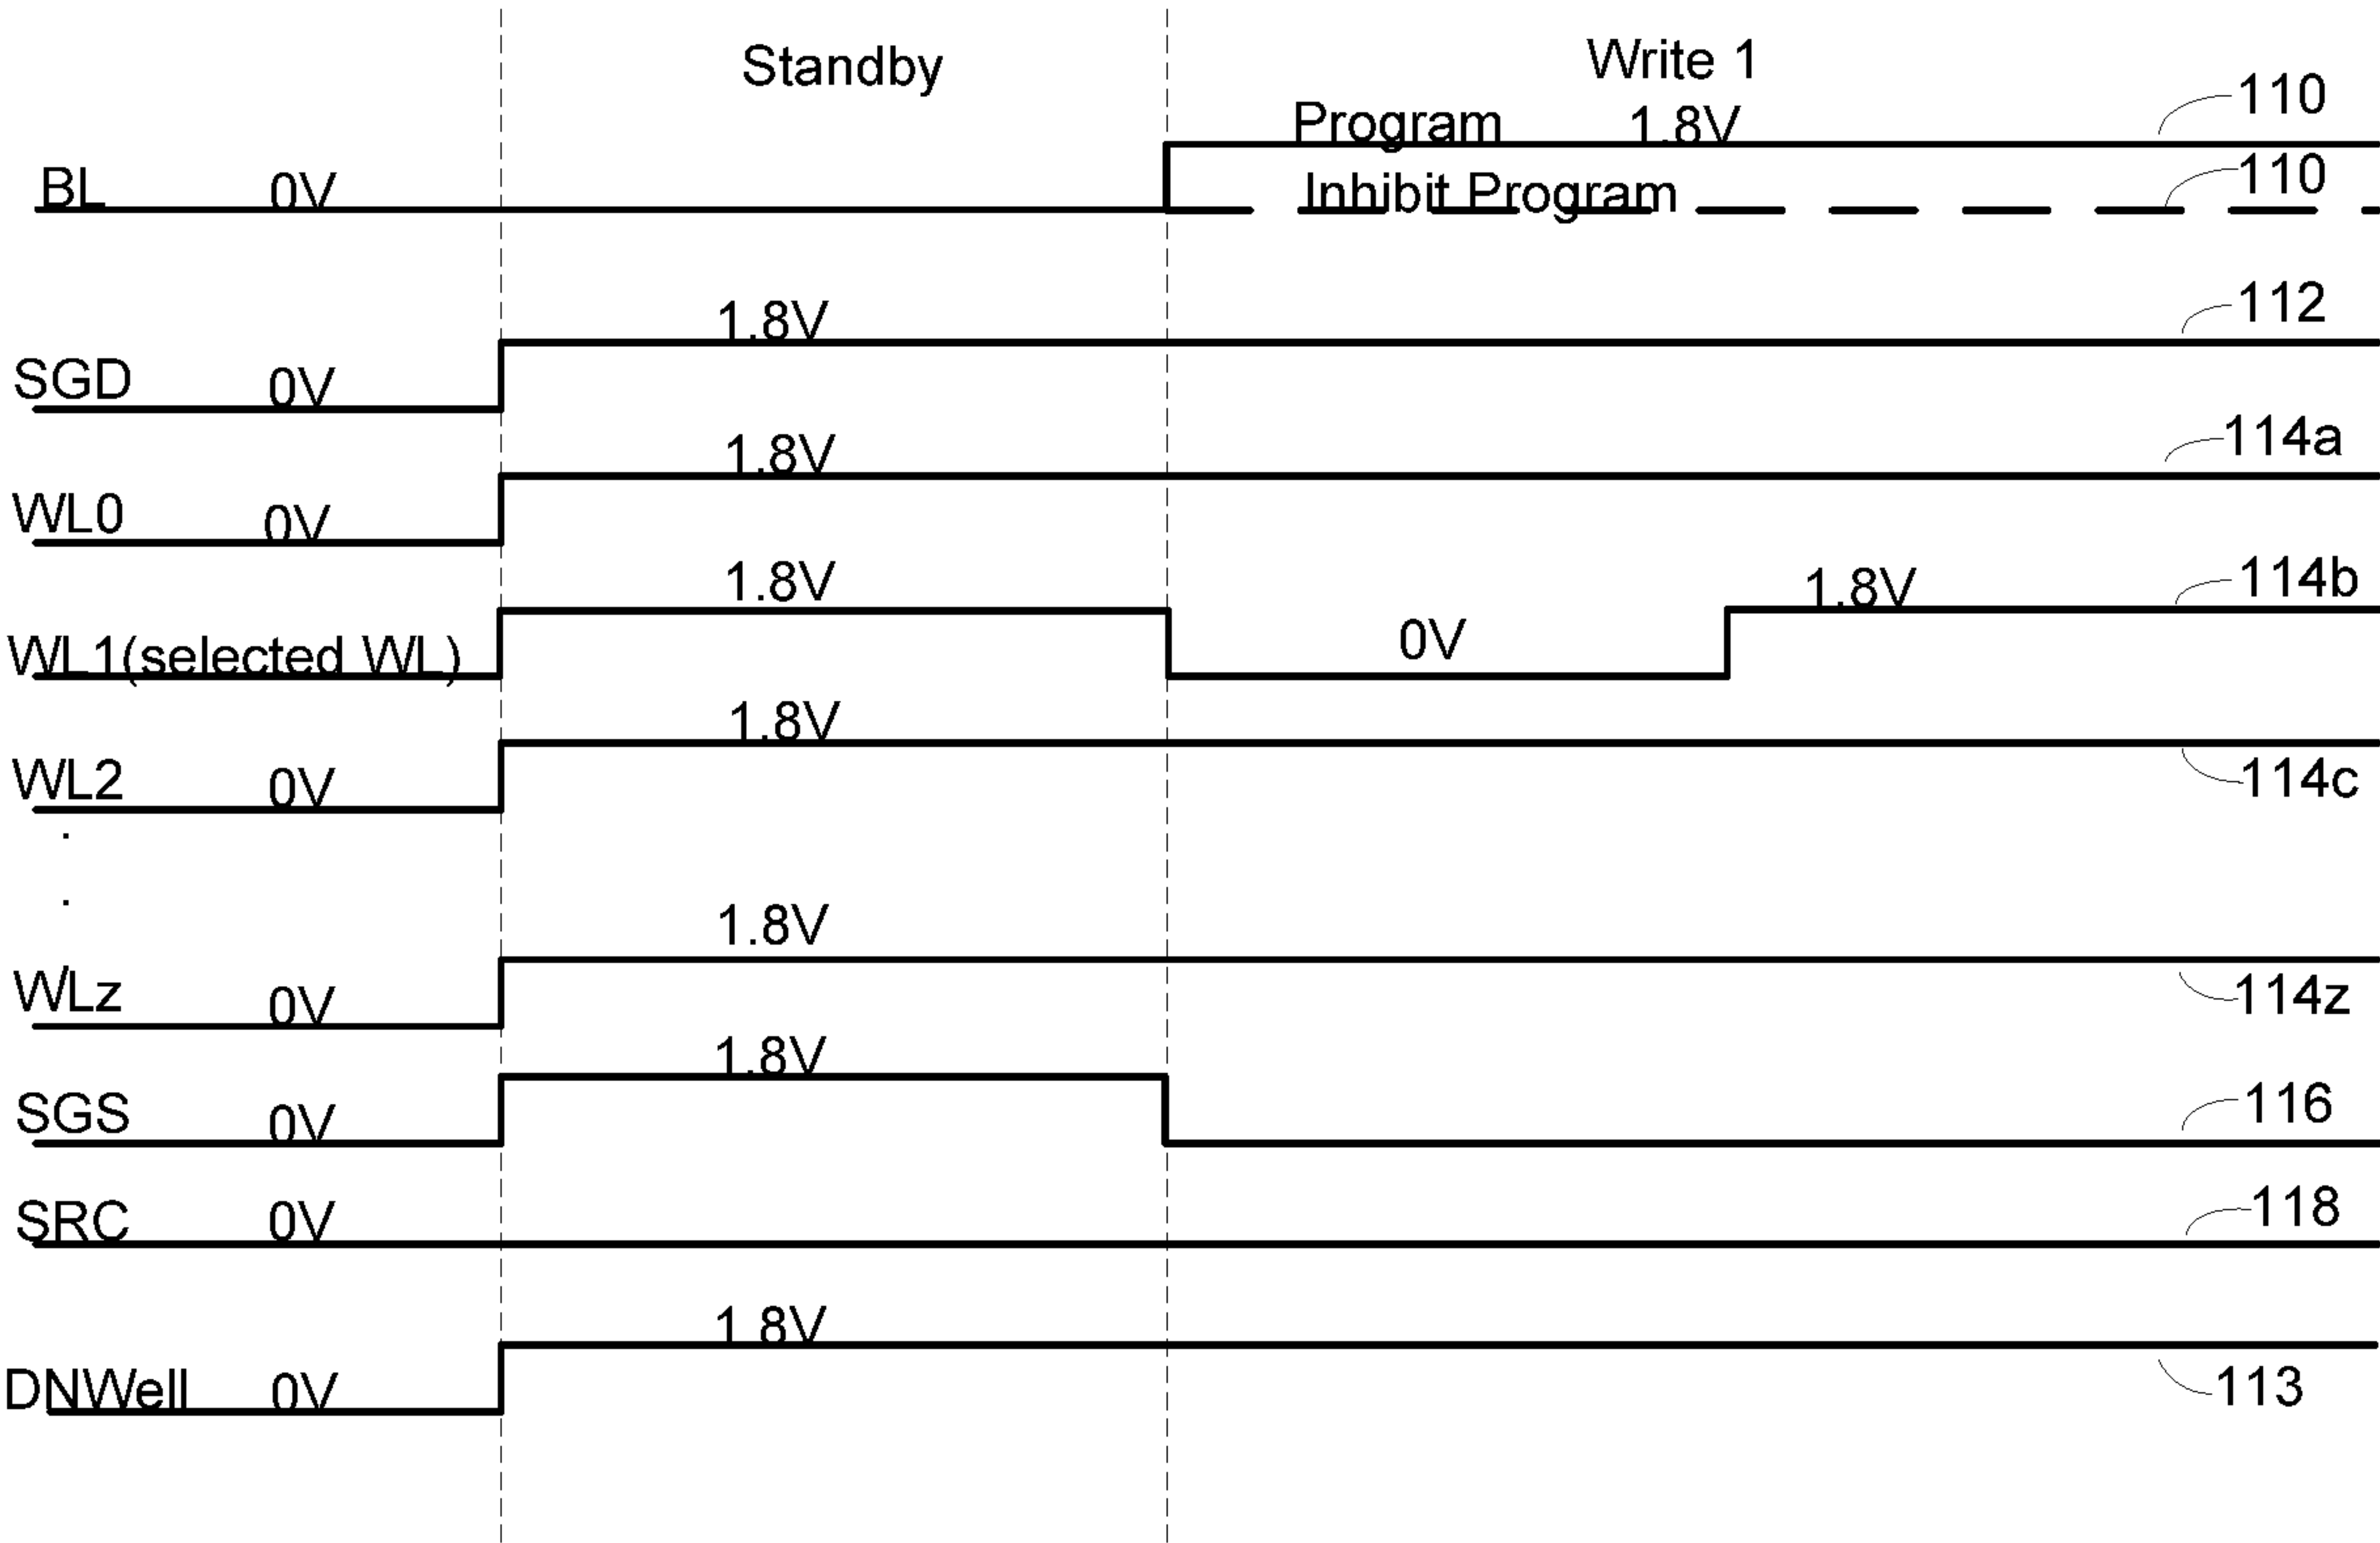 Standby
Write 1
Program 1.8V 110
BL 0V Inhibit Program 110
1.8V 112
SGD 0V
1.8V 114a
WL0 0V
1.8V 1.8V 114b
WL1(selected WL) 0V
1.8V
WL2 0V 114c
.
.
1.8V
WLz 0V 114z
1.8V
SGS 0V 116
SRC 0V 118
1.8V
DNWell 0V 113